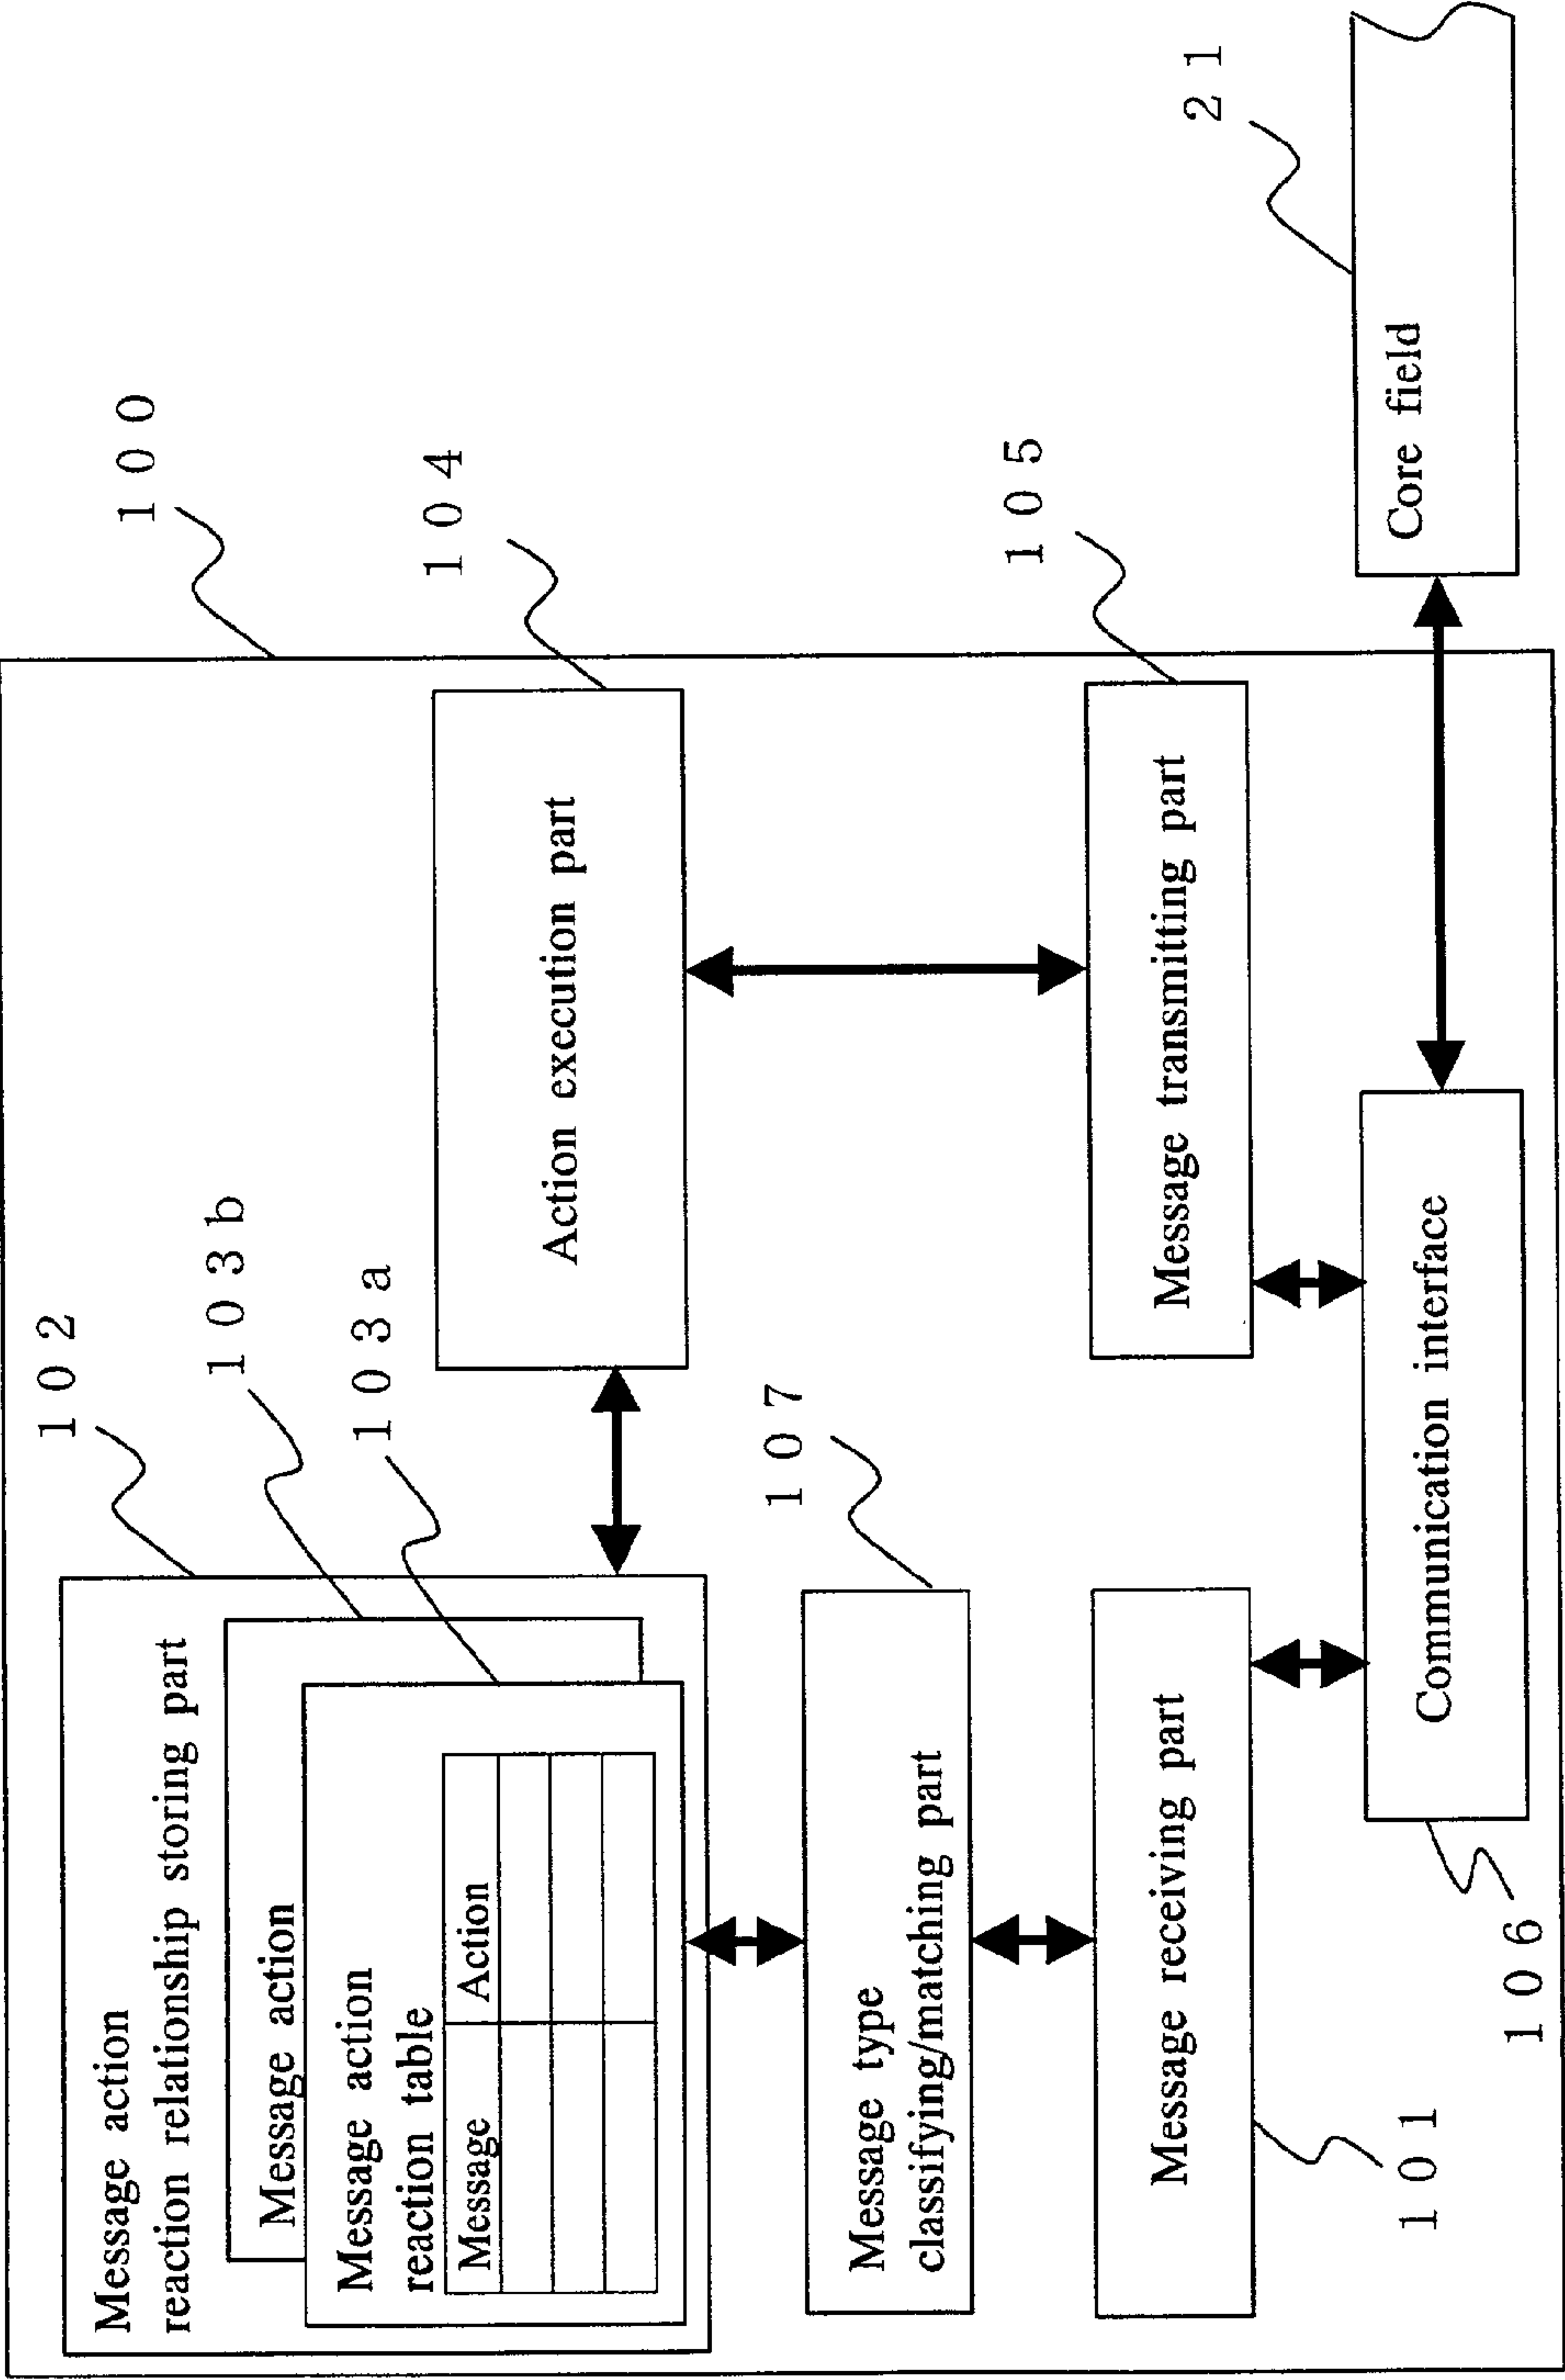 100
102
Message action
reaction relationship storing part
103b
Message action
103a
Message action
reaction table
Message Action
104
Action execution part
107
Message type
classifying/matching part
105
Message transmitting part
Message receiving part
101
Communication interface
106
21
Core field